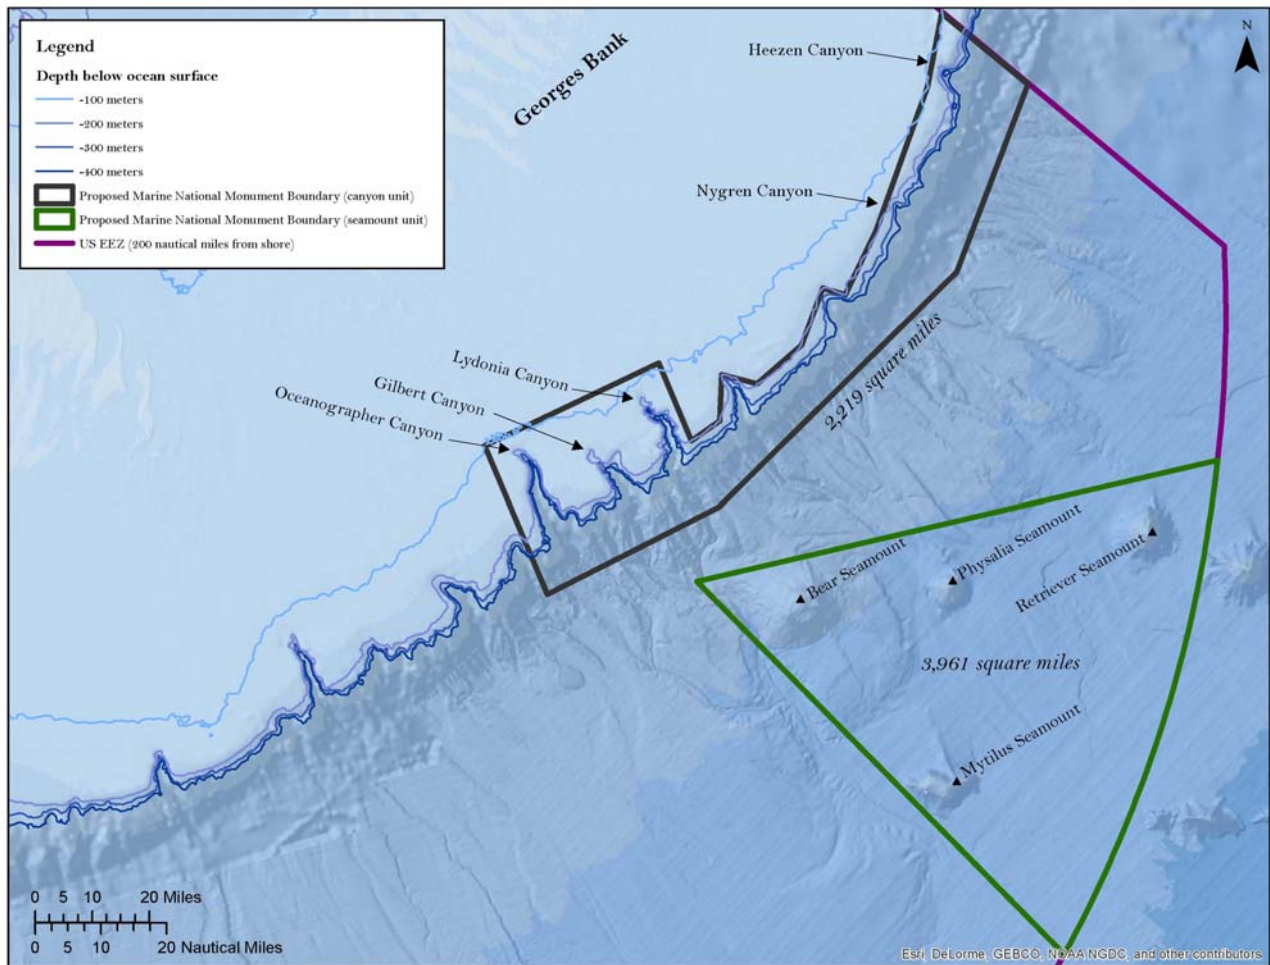 Legend
Depth below ocean surface
-100 meters
-200 meters
-300 meters
-400 meters
Proposed Marine National Monument Boundary (canyon unit)
Proposed Marine National Monument Boundary (seamount unit)
US EEZ (200 nautical miles from shore)
Georges Bank
N
Heezen Canyon
Nygren Canyon
Lydonia Canyon
Gilbert Canyon
Oceanographer Canyon
2,219 square miles
Bear Seamount
Physalia Seamount
Retriever Seamount
3,961 square miles
Mytilus Seamount
0 5 10 20 Miles
0 5 10 20 Nautical Miles
Esri, DeLorme, GEBCO, NOAA NGDC, and other contributors